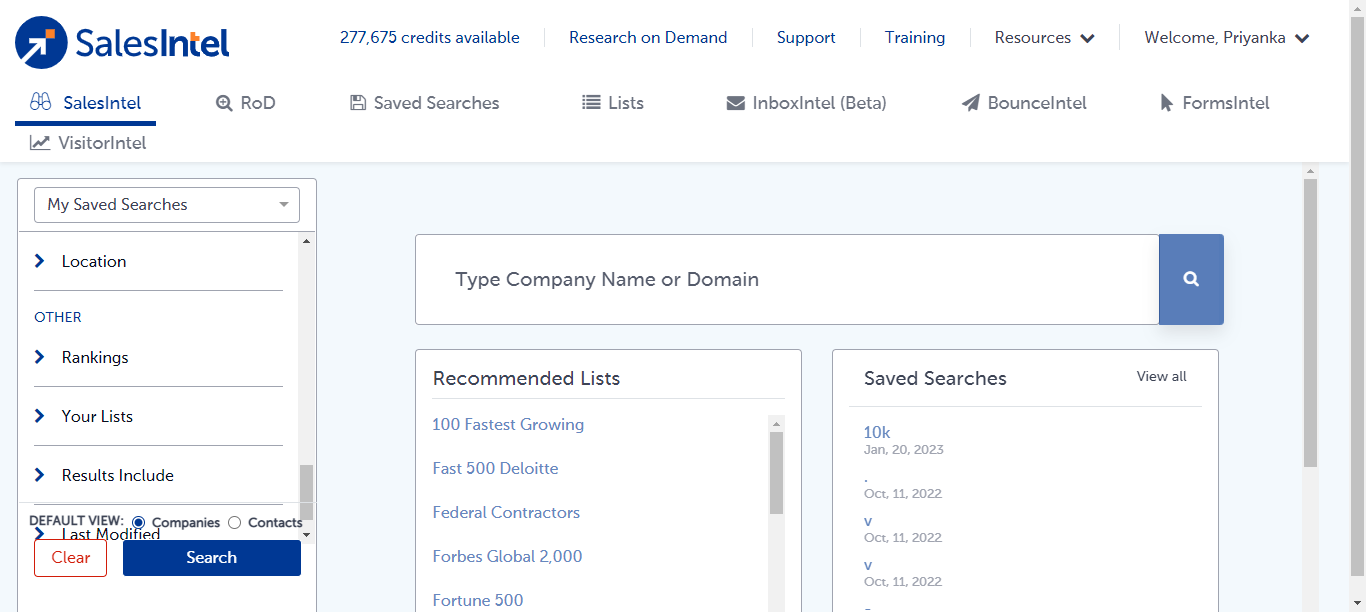 SalesIntel
277,675 credits available
Research on Demand
Support
Training
Resources
Welcome, Priyanka
SalesIntel
RoD
Saved Searches
Lists
InboxIntel (Beta)
BounceIntel
FormsIntel
VisitorIntel
My Saved Searches
Location
OTHER
Rankings
Your Lists
Results Include
DEFAULT VIEW: Companies Contacts
Last Modified
Clear
Search
Type Company Name or Domain
Recommended Lists
100 Fastest Growing
Fast 500 Deloitte
Federal Contractors
Forbes Global 2,000
Fortune 500
Saved Searches
View all
10k
Jan, 20, 2023
.
Oct, 11, 2022
v
Oct, 11, 2022
v
Oct, 11, 2022